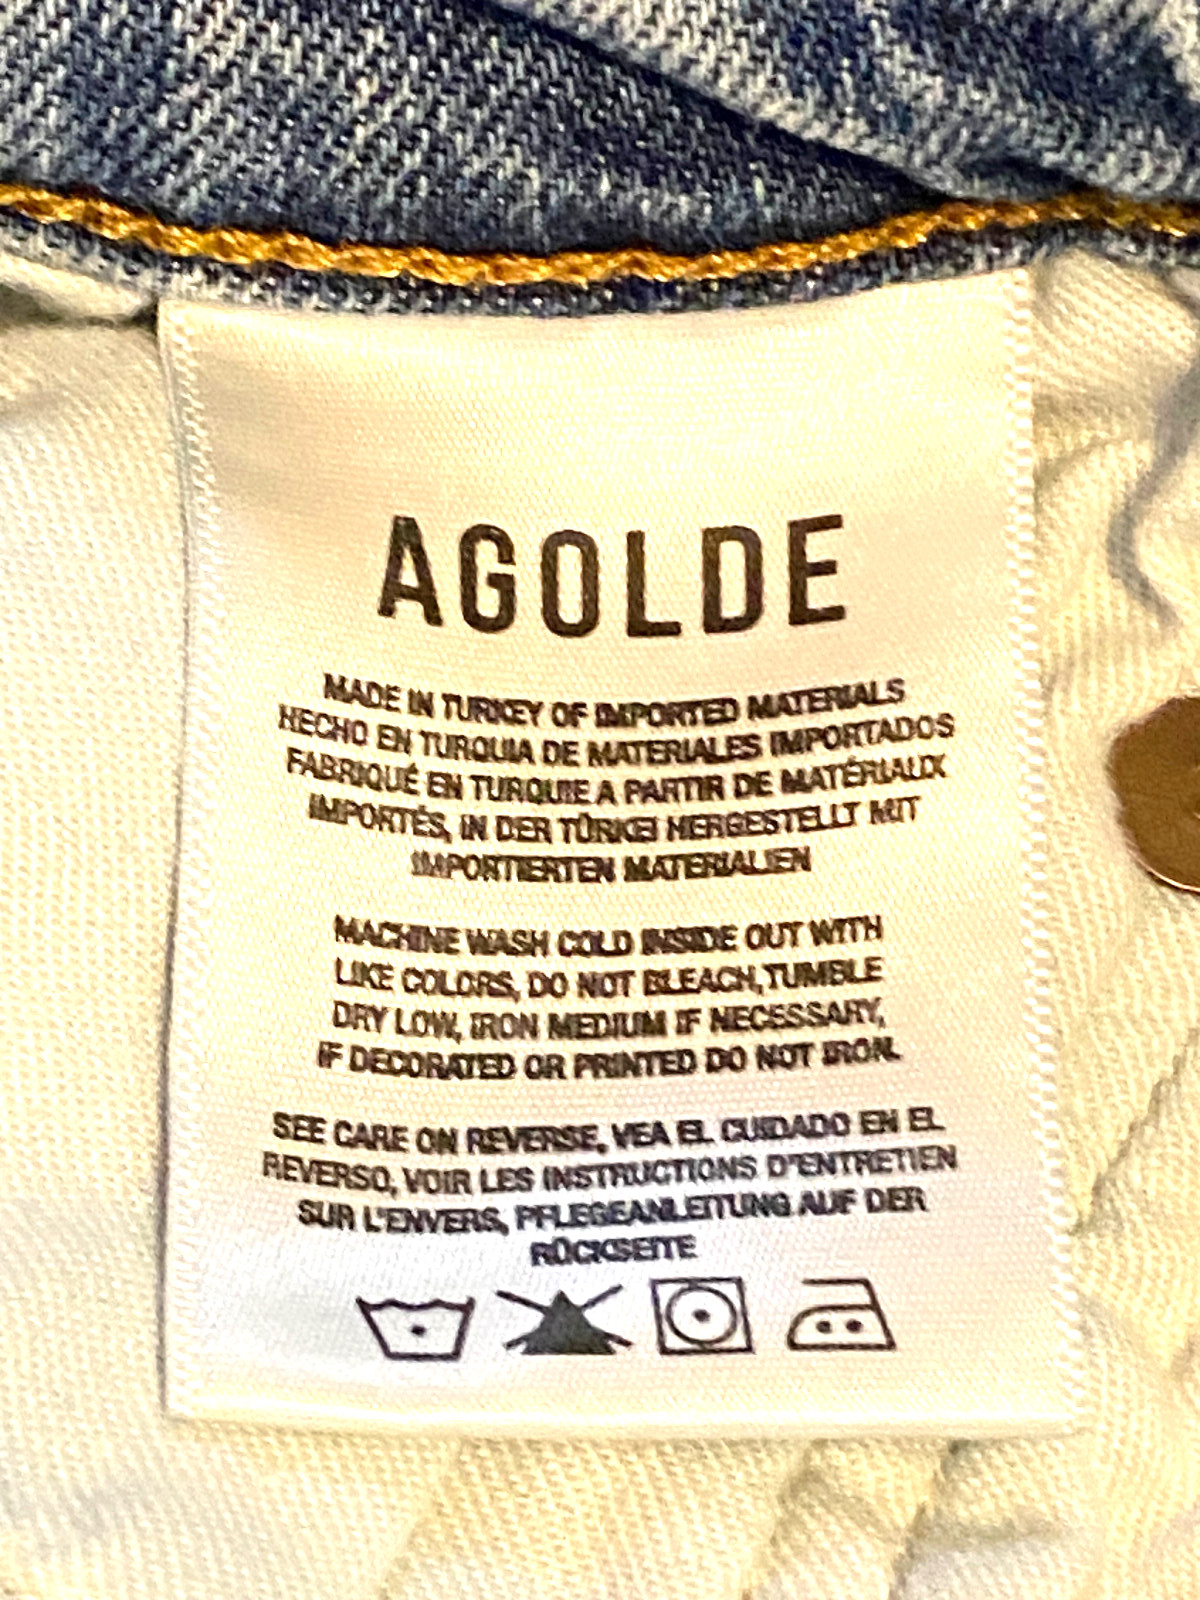 AGOLDE
MADE IN TURKEY OF IMPORTED MATERIALS
HECHO EN TURQUIA DE MATERIALES IMPORTADOS
FABRIQUÉ EN TURQUIE A PARTIR DE MATÉRIAUX
IMPORTÉS, IN DER TÜRKEI HERGESTELLT MIT
IMPORTIERTEN MATERIALIEN
MACHINE WASH COLD INSIDE OUT WITH
LIKE COLORS, DO NOT BLEACH,TUMBLE
DRY LOW, IRON MEDIUM IF NECESSARY,
IF DECORATED OR PRINTED DO NOT IRON.
SEE CARE ON REVERSE, VEA EL CUIDADO EN EL
REVERSO, VOIR LES INSTRUCTIONS D'ENTRETIEN
SUR L'ENVERS, PFLEGEANLEITUNG AUF DER
RÜCKSEITE